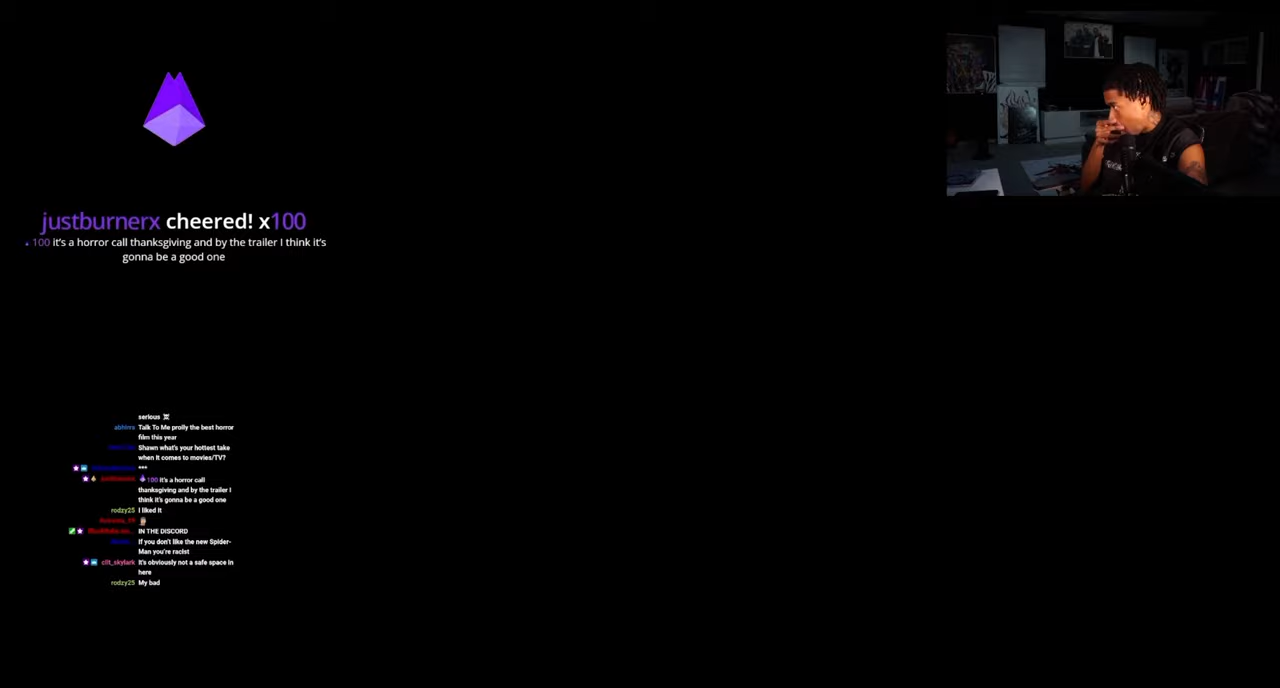 justburnerx cheered! x100
100 it's a horror call thanksgiving and by the trailer I think it's
gonna be a good one
serious
abhirrs Talk To Me prolly the best horror
film this year
Shawn what's your hottest take
when it comes to movies/TV?
***
justburnerx 100 it's a horror call
thanksgiving and by the trailer I
think it's gonna be a good one
rodzy25 I liked it
IN THE DISCORD
If you don't like the new Spider-
Man you're racist
clit_skylark It's obviously not a safe space in
here
rodzy25 My bad